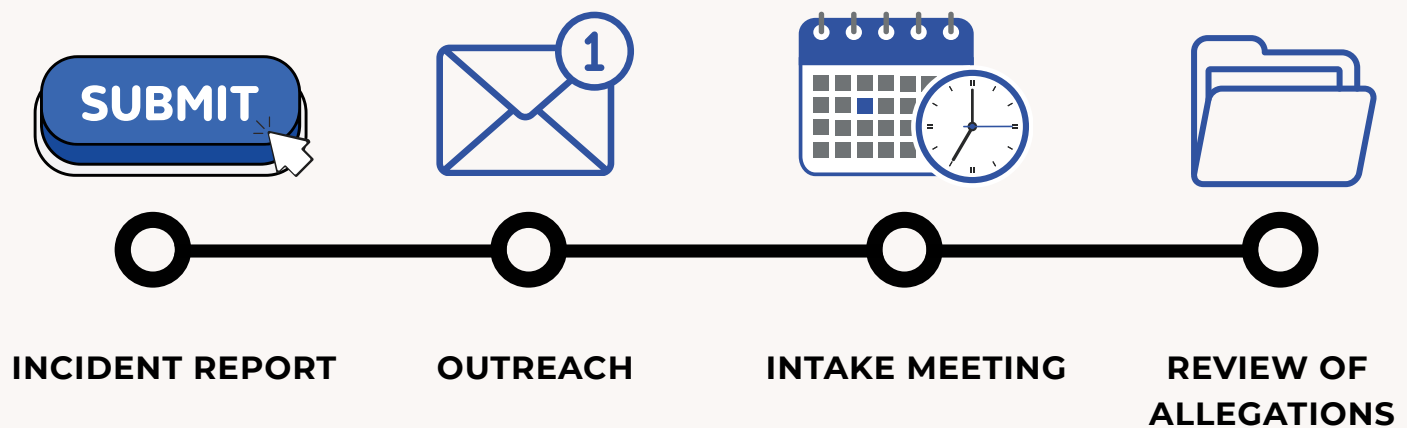 SUBMIT
1
INCIDENT REPORT
OUTREACH
INTAKE MEETING
REVIEW OF
ALLEGATIONS